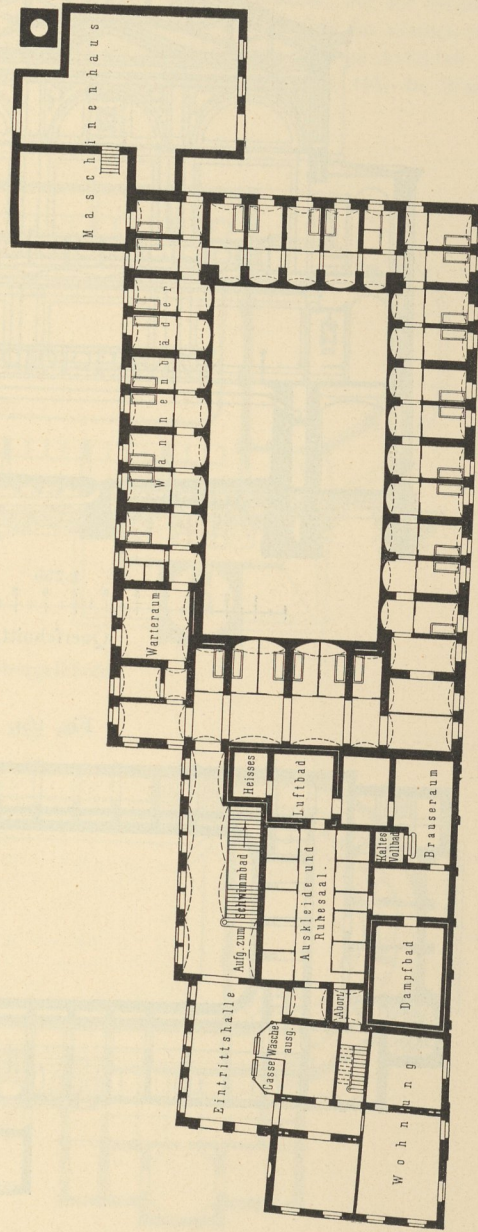 Maschinenhaus
Wannenbäder
Warteraum
Heisses
Luftbad
Aufg. zum Schwimmbad
Auskleide und
Ruhesaal.
Kaltes
Vollbad
Brauseraum
Eintrittshalle
Casse
Wäsche
ausg.
Abort
Dampfbad
Wohnung